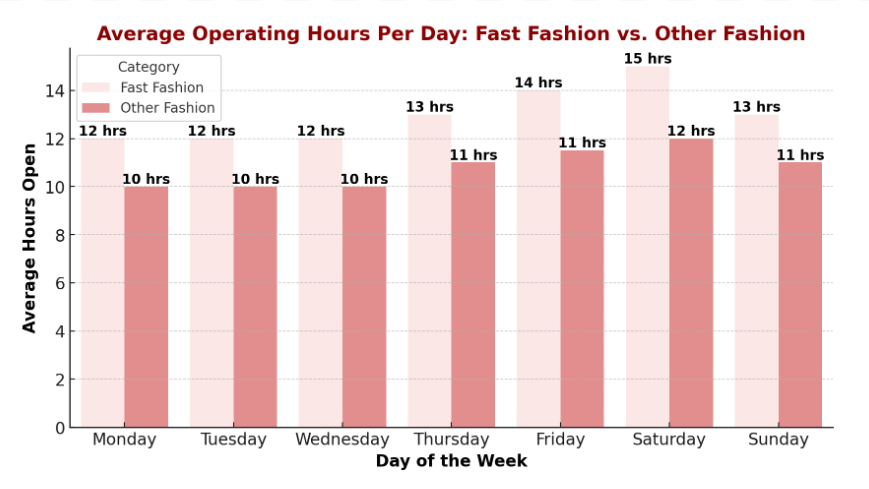 Average Operating Hours Per Day: Fast Fashion vs. Other Fashion
Category
Fast Fashion
Other Fashion
Average Hours Open
14
12
10
8
6
4
2
0
12 hrs
10 hrs
12 hrs
10 hrs
12 hrs
10 hrs
13 hrs
11 hrs
14 hrs
11 hrs
15 hrs
12 hrs
13 hrs
11 hrs
Monday Tuesday Wednesday Thursday Friday Saturday Sunday
Day of the Week